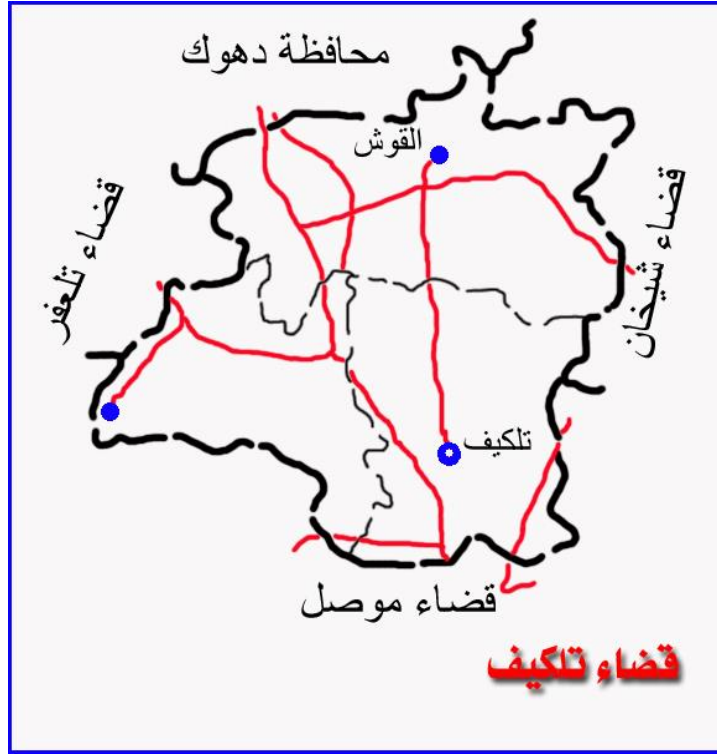 محافظة دهوك
القوش
قضاء شيخان
قضاء تلعفر
تلكيف
قضاء موصل
قضاء تلكيف